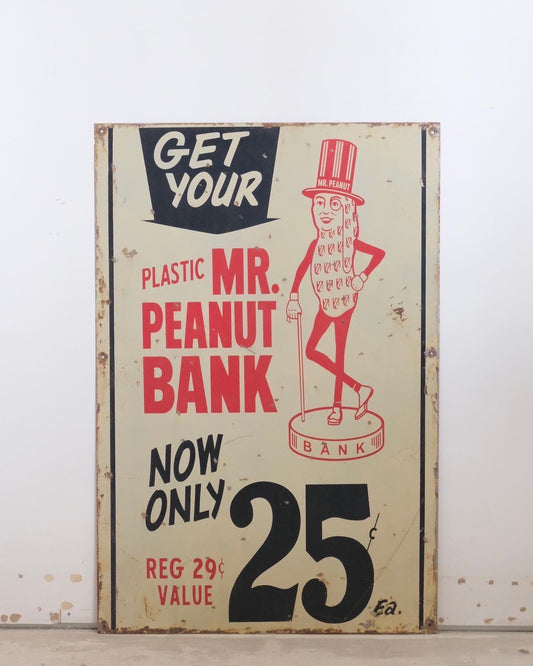 GET
YOUR
PLASTIC MR.
PEANUT
BANK
MR. PEANUT
BANK
NOW
ONLY
25¢
Ea.
REG 29¢
VALUE